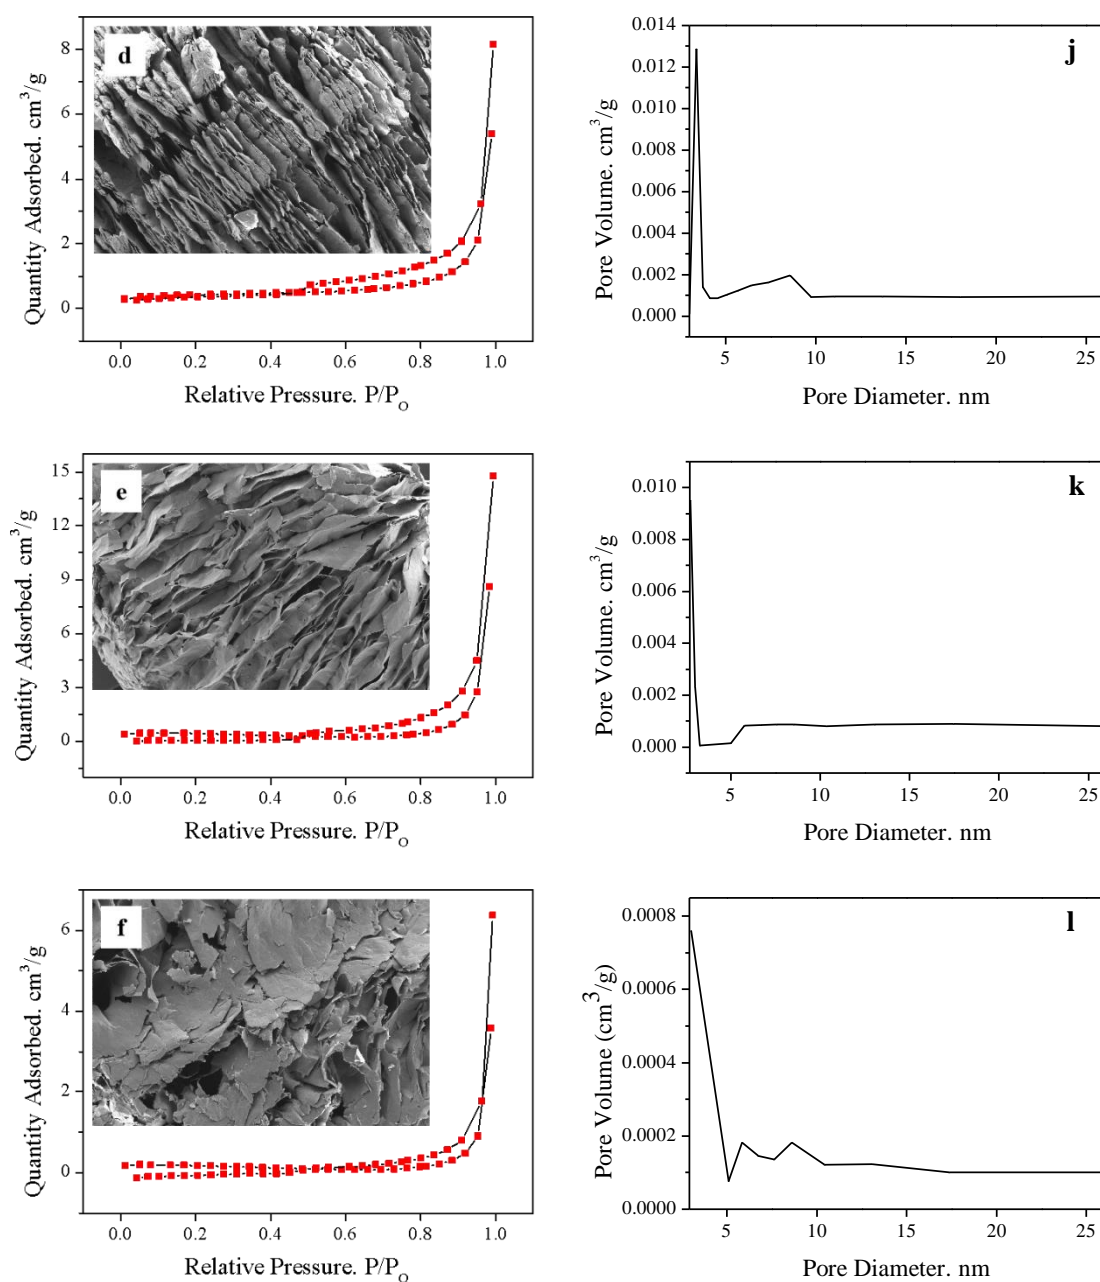 d
Quantity Adsorbed. cm³/g
8
6
4
2
0
0.0 0.2 0.4 0.6 0.8 1.0
Relative Pressure. P/P₀
j
Pore Volume. cm³/g
0.014
0.012
0.010
0.008
0.006
0.004
0.002
0.000
5 10 15 20 25
Pore Diameter. nm
e
Quantity Adsorbed. cm³/g
15
12
9
6
3
0
0.0 0.2 0.4 0.6 0.8 1.0
Relative Pressure. P/P₀
k
Pore Volume. cm³/g
0.010
0.008
0.006
0.004
0.002
0.000
5 10 15 20 25
Pore Diameter. nm
f
Quantity Adsorbed. cm³/g
6
4
2
0
0.0 0.2 0.4 0.6 0.8 1.0
Relative Pressure. P/P₀
l
Pore Volume (cm³/g)
0.0008
0.0006
0.0004
0.0002
0.0000
5 10 15 20 25
Pore Diameter. nm